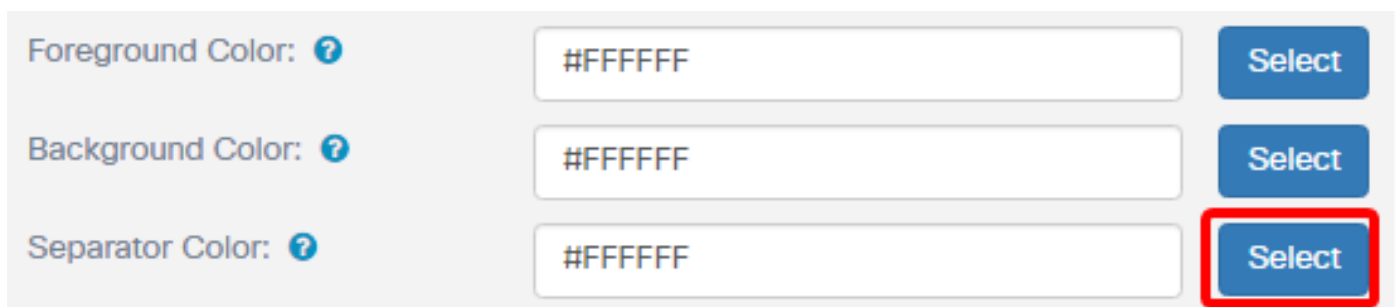 Foreground Color: ? #FFFFFF Select
Background Color: ? #FFFFFF Select
Separator Color: ? #FFFFFF Select